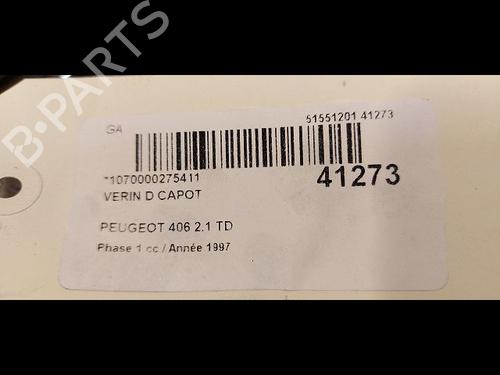 B-PARTS
GA
51551201 41273
*1070000275411
41273
VERIN D CAPOT
PEUGEOT 406 2.1 TD
Phase 1 cc / Année 1997